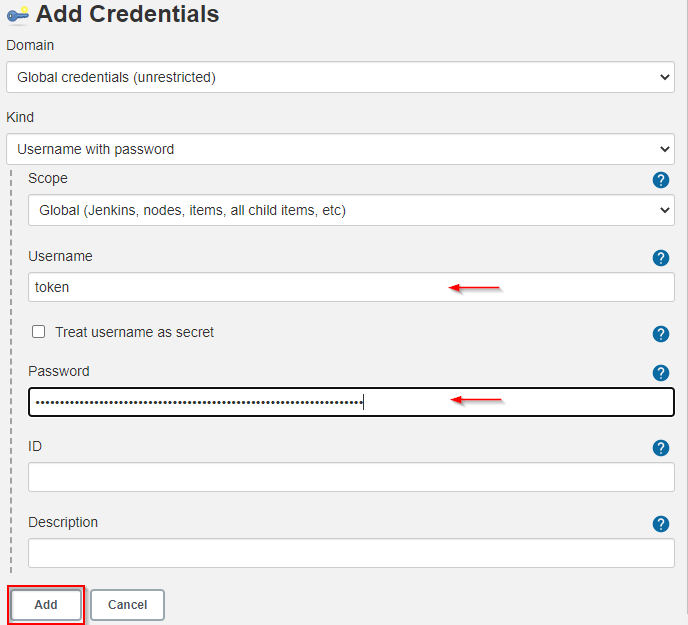 Add Credentials
Domain
Global credentials (unrestricted)
Kind
Username with password
Scope
?
Global (Jenkins, nodes, items, all child items, etc)
Username
?
token
Treat username as secret
?
Password
?
••••••••••••••••••••••••••••••••••••••••••••••••••••••••••••••••••
ID
?
Description
?
Add
Cancel